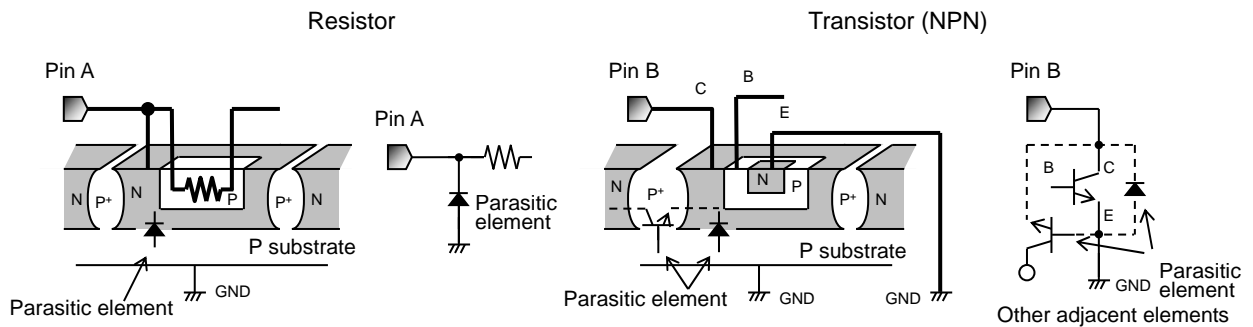 Resistor
Transistor (NPN)
Pin A
Pin A
N
P+
N
P
P+
N
Parasitic
element
P substrate
GND
Parasitic element
Pin B
C
B
E
N
P+
N
P
P+
N
P substrate
Parasitic element
GND
GND
Pin B
B
C
E
Parasitic
element
Other adjacent elements